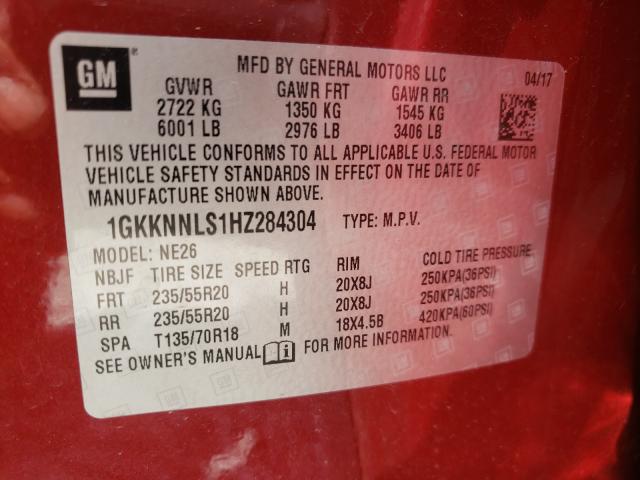 GM
MFD BY GENERAL MOTORS LLC 04/17
GVWR GAWR FRT GAWR RR
2722 KG 1350 KG 1545 KG
6001 LB 2976 LB 3406 LB
THIS VEHICLE CONFORMS TO ALL APPLICABLE U.S. FEDERAL MOTOR
VEHICLE SAFETY STANDARDS IN EFFECT ON THE DATE OF
MANUFACTURE SHOWN ABOVE.
1GKKNNLS1HZ284304 TYPE: M.P.V.
MODEL: NE26
NBJF TIRE SIZE SPEED RTG RIM COLD TIRE PRESSURE
FRT 235/55R20 H 20X8J 250KPA(36PSI)
RR 235/55R20 H 20X8J 250KPA(36PSI)
SPA T135/70R18 M 18X4.5B 420KPA(60PSI)
SEE OWNER'S MANUAL FOR MORE INFORMATION.